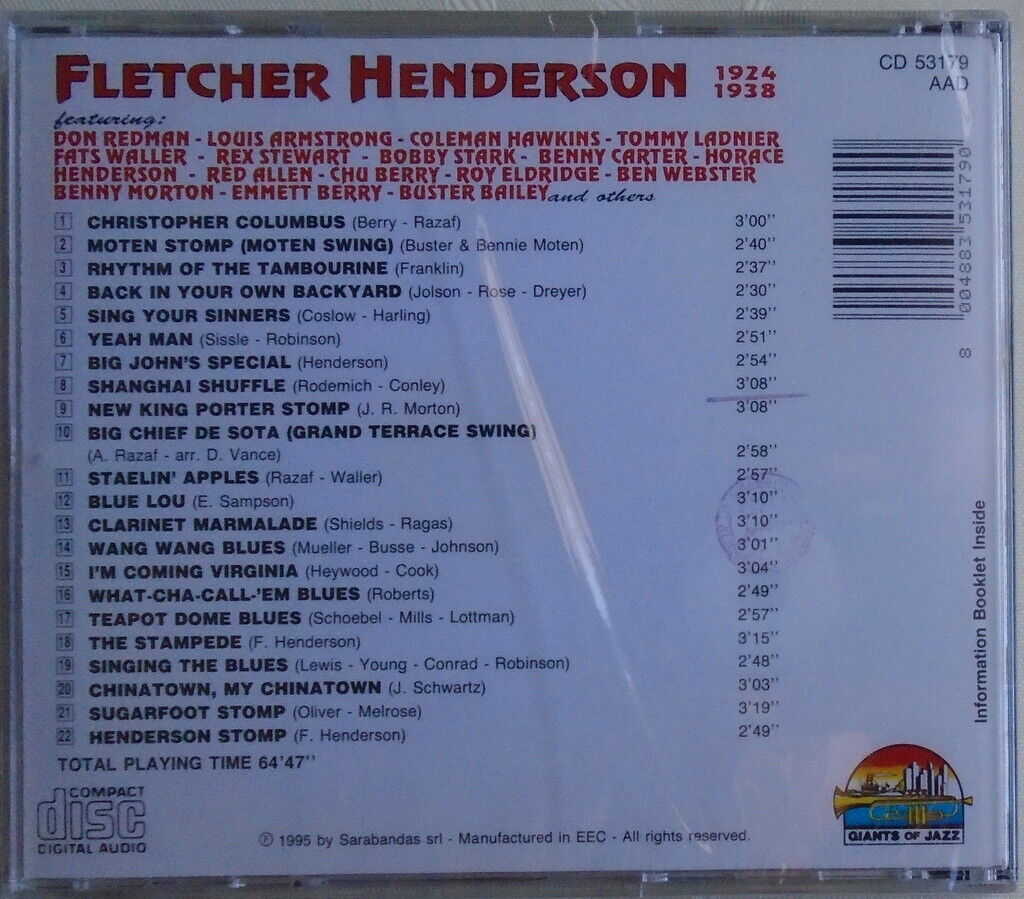 FLETCHER HENDERSON 1924 1938
CD 53179
AAD
featuring:
DON REDMAN - LOUIS ARMSTRONG - COLEMAN HAWKINS - TOMMY LADNIER
FATS WALLER - REX STEWART - BOBBY STARK - BENNY CARTER - HORACE
HENDERSON - RED ALLEN - CHU BERRY - ROY ELDRIDGE - BEN WEBSTER
BENNY MORTON - EMMETT BERRY - BUSTER BAILEY and others
1 CHRISTOPHER COLUMBUS (Berry - Razaf) 3'00''
2 MOTEN STOMP (MOTEN SWING) (Buster & Bennie Moten) 2'40''
3 RHYTHM OF THE TAMBOURINE (Franklin) 2'37''
4 BACK IN YOUR OWN BACKYARD (Jolson - Rose - Dreyer) 2'30''
5 SING YOUR SINNERS (Coslow - Harling) 2'39''
6 YEAH MAN (Sissle - Robinson) 2'51''
7 BIG JOHN'S SPECIAL (Henderson) 2'54''
8 SHANGHAI SHUFFLE (Rodemich - Conley) 3'08''
9 NEW KING PORTER STOMP (J. R. Morton) 3'08''
10 BIG CHIEF DE SOTA (GRAND TERRACE SWING)
(A. Razaf - arr. D. Vance) 2'58''
11 STAELIN' APPLES (Razaf - Waller) 2'57''
12 BLUE LOU (E. Sampson) 3'10''
13 CLARINET MARMALADE (Shields - Ragas) 3'10''
14 WANG WANG BLUES (Mueller - Busse - Johnson) 3'01''
15 I'M COMING VIRGINIA (Heywood - Cook) 3'04''
16 WHAT-CHA-CALL-'EM BLUES (Roberts) 2'49''
17 TEAPOT DOME BLUES (Schoebel - Mills - Lottman) 2'57''
18 THE STAMPEDE (F. Henderson) 3'15''
19 SINGING THE BLUES (Lewis - Young - Conrad - Robinson) 2'48''
20 CHINATOWN, MY CHINATOWN (J. Schwartz) 3'03''
21 SUGARFOOT STOMP (Oliver - Melrose) 3'19''
22 HENDERSON STOMP (F. Henderson) 2'49''
TOTAL PLAYING TIME 64'47''
COMPACT
disc
DIGITAL AUDIO
℗ 1995 by Sarabandas srl - Manufactured in EEC - All rights reserved.
8 004883 531790
Information Booklet Inside
GIANTS OF JAZZ